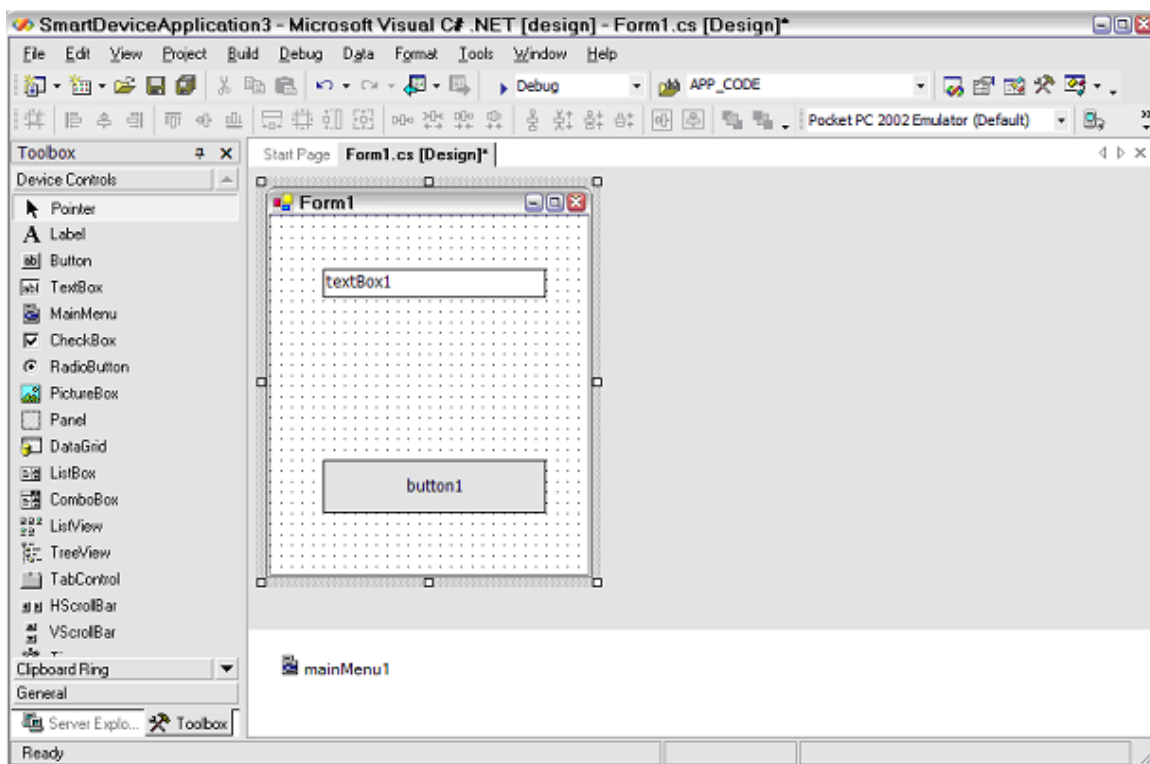 SmartDeviceApplication3 - Microsoft Visual C# .NET [design] - Form1.cs [Design]*
File Edit View Project Build Debug Data Format Tools Window Help
Debug APP_CODE
Pocket PC 2002 Emulator (Default)
Toolbox
Start Page Form1.cs [Design]*
Device Controls
Pointer
Form1
A Label
ab Button
abl TextBox
textBox1
MainMenu
CheckBox
RadioButton
PictureBox
Panel
DataGrid
ListBox
button1
ComboBox
ListView
TreeView
TabControl
HScrollBar
VScrollBar
Clipboard Ring
mainMenu1
General
Server Explo... Toolbox
Ready